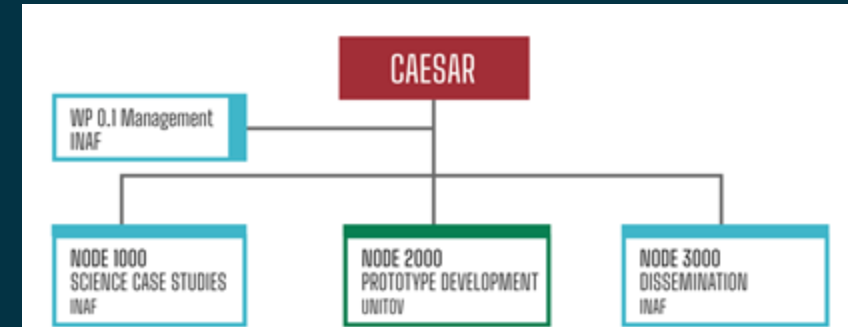 CAESAR
WP 0.1 Management
INAF
NODE 1000
SCIENCE CASE STUDIES
INAF
NODE 2000
PROTOTYPE DEVELOPMENT
UNITOV
NODE 3000
DISSEMINATION
INAF